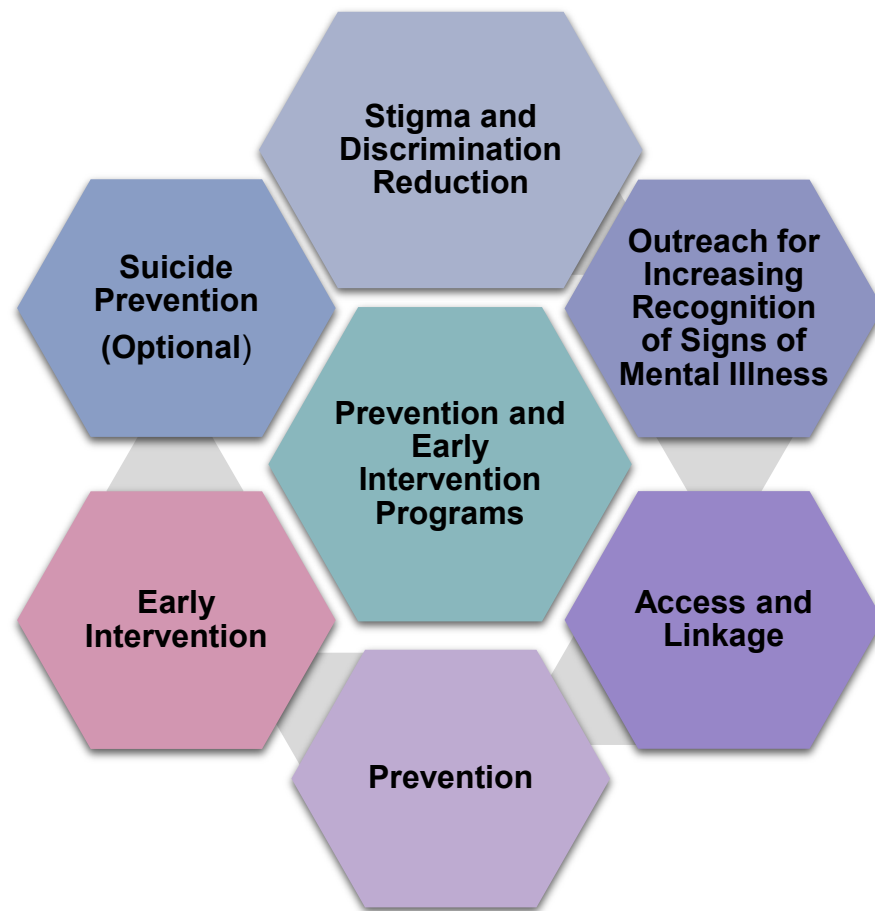 Stigma and
Discrimination
Reduction
Outreach for
Increasing
Recognition
of Signs of
Mental Illness
Suicide
Prevention
(Optional)
Prevention and
Early
Intervention
Programs
Early
Intervention
Access and
Linkage
Prevention